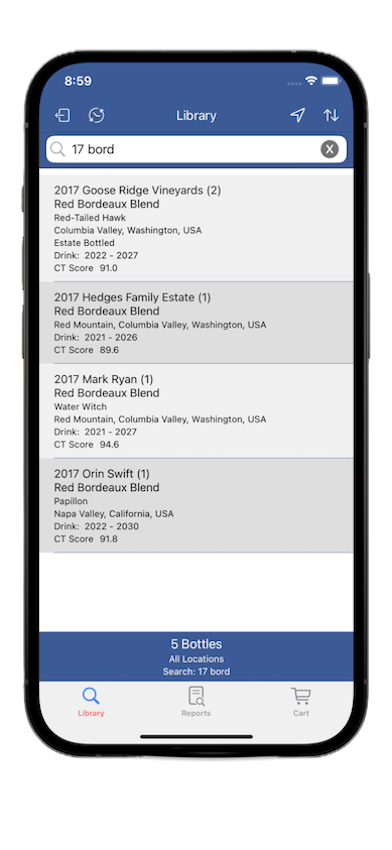 8:59
Library
17 bord
2017 Goose Ridge Vineyards (2)
Red Bordeaux Blend
Red-Tailed Hawk
Columbia Valley, Washington, USA
Estate Bottled
Drink: 2022 - 2027
CT Score 91.0
2017 Hedges Family Estate (1)
Red Bordeaux Blend
Red Mountain, Columbia Valley, Washington, USA
Drink: 2021 - 2026
CT Score 89.6
2017 Mark Ryan (1)
Red Bordeaux Blend
Water Witch
Red Mountain, Columbia Valley, Washington, USA
Drink: 2021 - 2027
CT Score 94.6
2017 Orin Swift (1)
Red Bordeaux Blend
Papillon
Napa Valley, California, USA
Drink: 2022 - 2030
CT Score 91.8
5 Bottles
All Locations
Search: 17 bord
Library Reports Cart